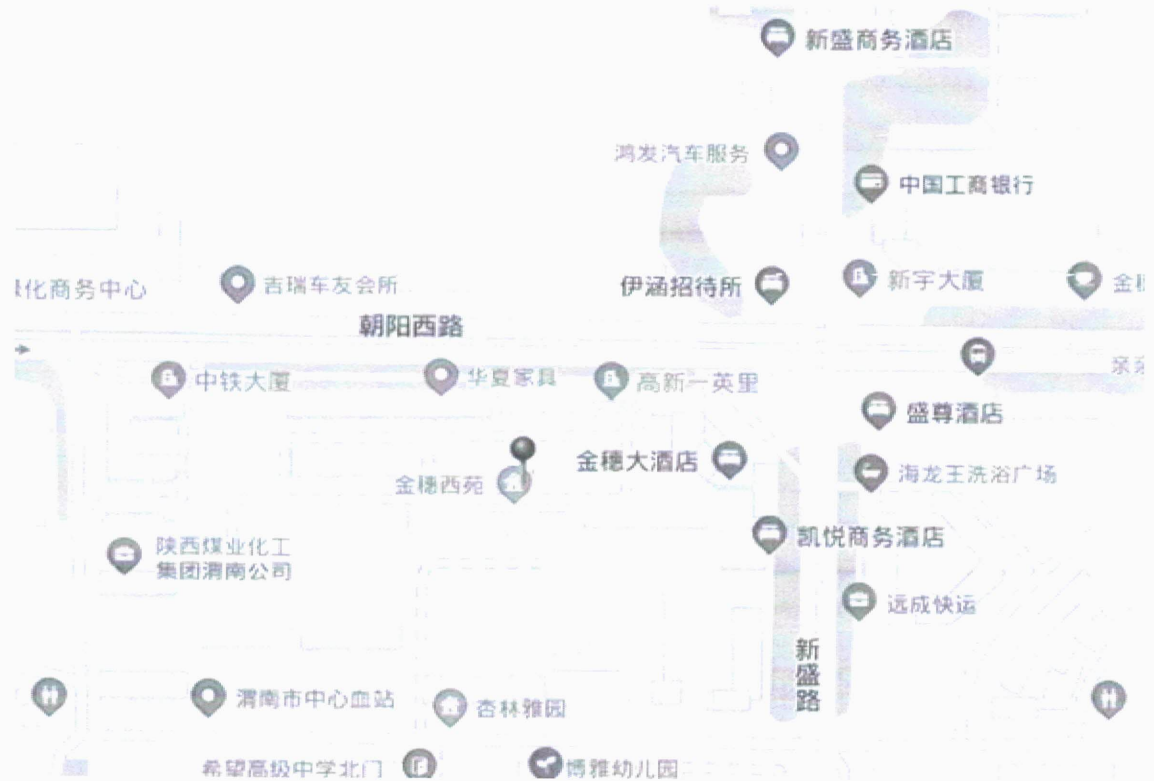 新盛商务酒店
鸿发汽车服务
中国工商银行
化商务中心
吉瑞车友会所
伊涵招待所
新宇大厦
金
朝阳西路
中铁大厦
华夏家具
高新一英里
亲
盛尊酒店
金穗大酒店
海龙王洗浴广场
金穗西苑
凯悦商务酒店
陕西煤业化工
集团渭南公司
远成快运
新盛路
渭南市中心血站
杏林雅园
希望高级中学北门
博雅幼儿园